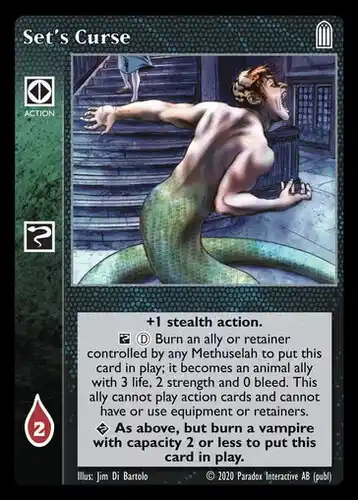 Set's Curse
ACTION
+1 stealth action.
Ⓓ Burn an ally or retainer
controlled by any Methuselah to put this
card in play; it becomes an animal ally
with 3 life, 2 strength and 0 bleed. This
ally cannot play action cards and cannot
have or use equipment or retainers.
As above, but burn a vampire
with capacity 2 or less to put this
card in play.
2
Illus: Jim Di Bartolo © 2020 Paradox Interactive AB (publ)